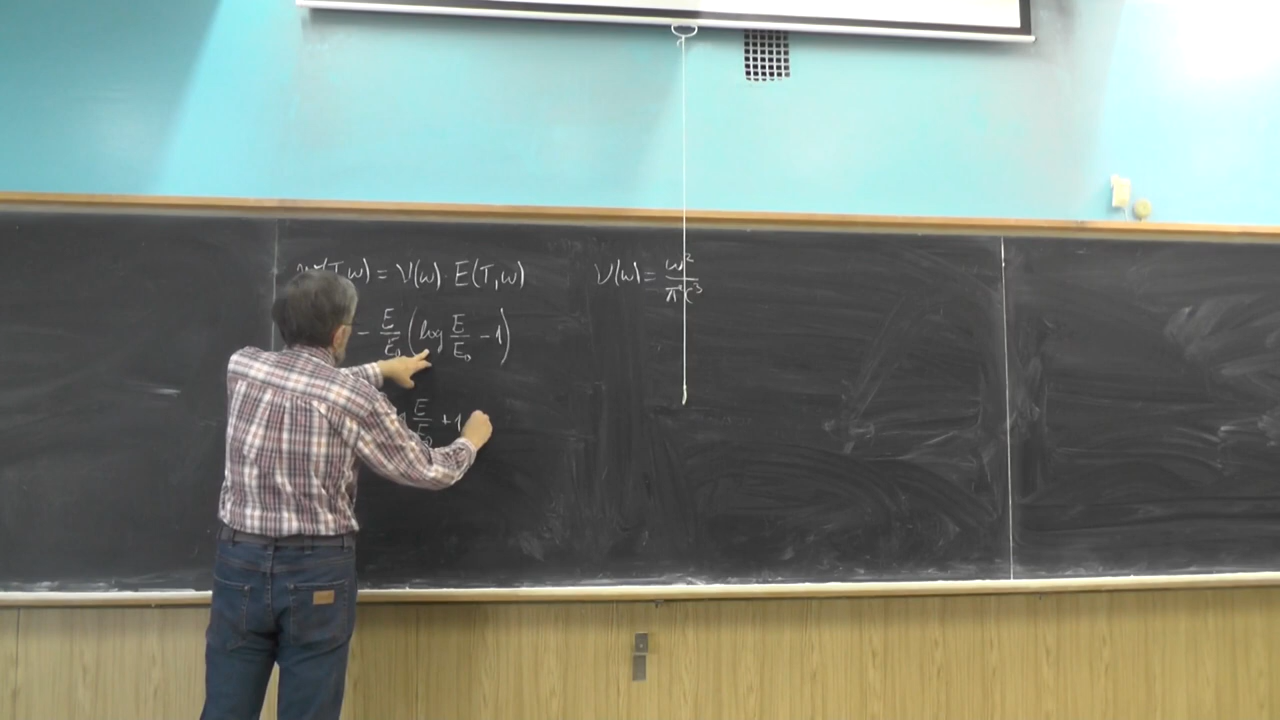 (T,ω) = ν(ω) · E(T,ω) ν(ω) = ω²/π²c³
- E/E₀ (log E/E₀ - 1)
E/E₀ + 1